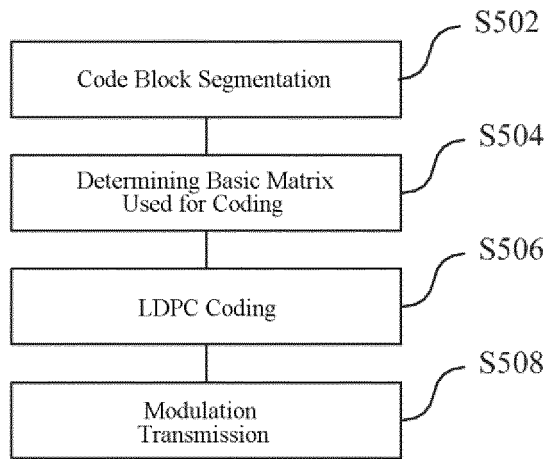 S502
Code Block Segmentation
S504
Determining Basic Matrix
Used for Coding
S506
LDPC Coding
S508
Modulation
Transmission